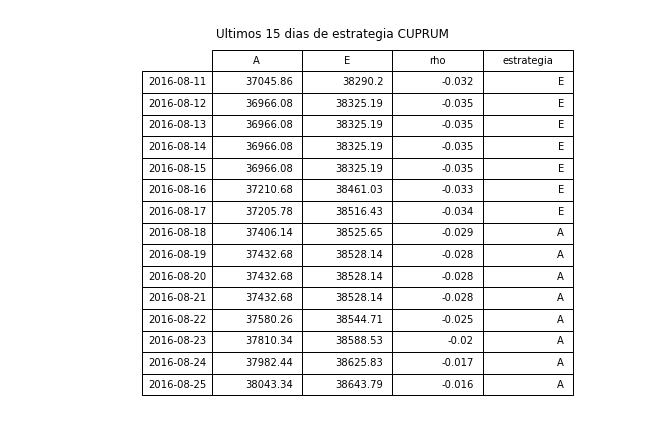 Ultimos 15 dias de estrategia CUPRUM
A E rho estrategia
2016-08-11 37045.86 38290.2 -0.032 E
2016-08-12 36966.08 38325.19 -0.035 E
2016-08-13 36966.08 38325.19 -0.035 E
2016-08-14 36966.08 38325.19 -0.035 E
2016-08-15 36966.08 38325.19 -0.035 E
2016-08-16 37210.68 38461.03 -0.033 E
2016-08-17 37205.78 38516.43 -0.034 E
2016-08-18 37406.14 38525.65 -0.029 A
2016-08-19 37432.68 38528.14 -0.028 A
2016-08-20 37432.68 38528.14 -0.028 A
2016-08-21 37432.68 38528.14 -0.028 A
2016-08-22 37580.26 38544.71 -0.025 A
2016-08-23 37810.34 38588.53 -0.02 A
2016-08-24 37982.44 38625.83 -0.017 A
2016-08-25 38043.34 38643.79 -0.016 A